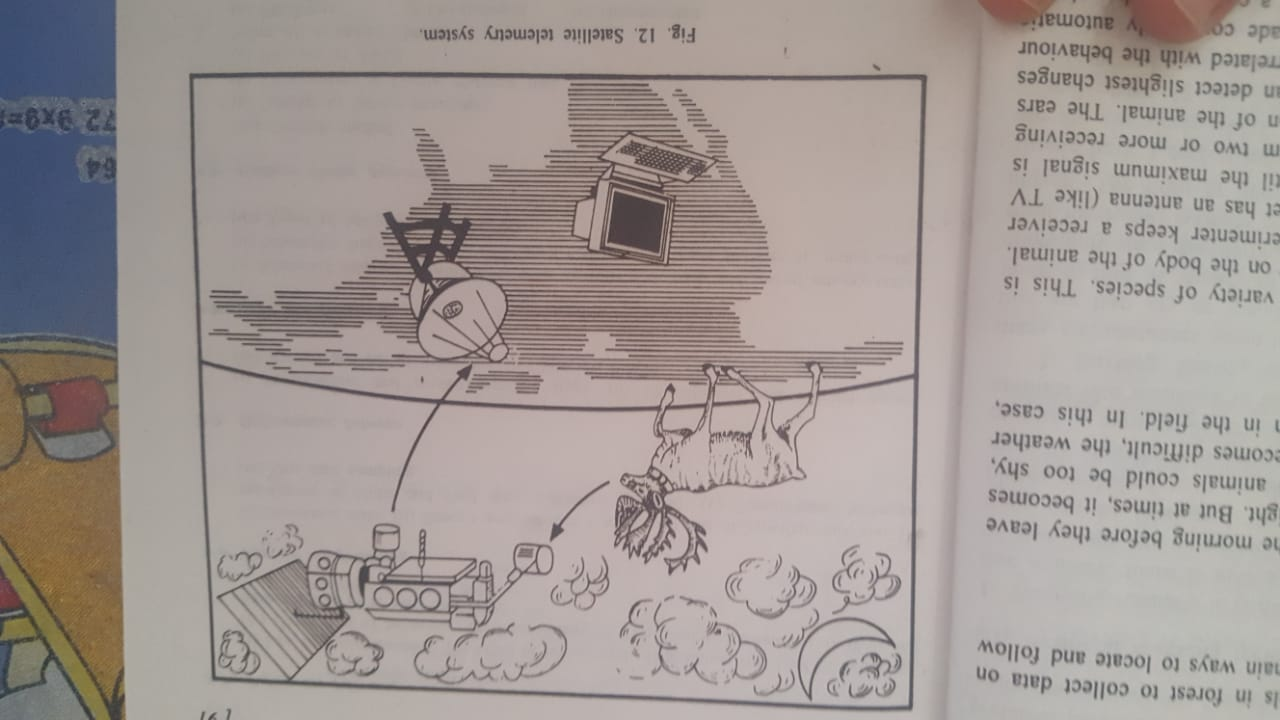 ls in forest to collect data on
main ways to locate and follow
he morning before they leave
ght. But at times, it becomes
animals could be too shy,
ecomes difficult, the weather
n in the field. In this case,
variety of species. This is
on the body of the animal.
erimenter keeps a receiver
et has an antenna (like TV
til the maximum signal is
m two or more receiving
n of the animal. The ears
an detect slightest changes
rrelated with the behaviour
ade automatic
Fig. 12. Satellite telemetry system.
64
72 9x9=